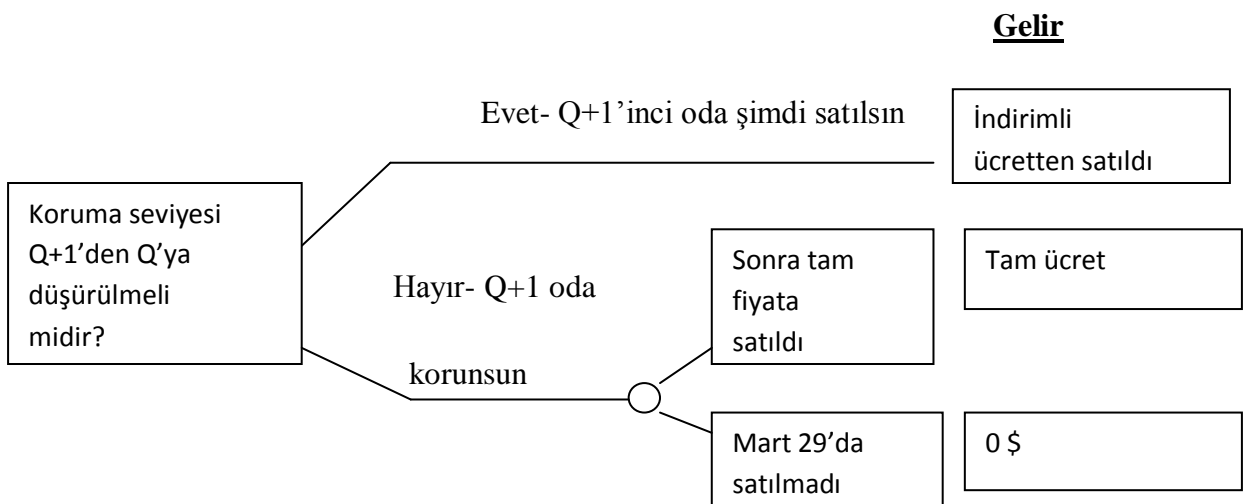 Gelir
Evet- Q+1’inci oda şimdi satılsın
İndirimli
ücretten satıldı
Koruma seviyesi
Q+1’den Q’ya
düşürülmeli
midir?
Hayır- Q+1 oda
korunsun
Sonra tam
fiyata
satıldı
Tam ücret
Mart 29’da
satılmadı
0 $